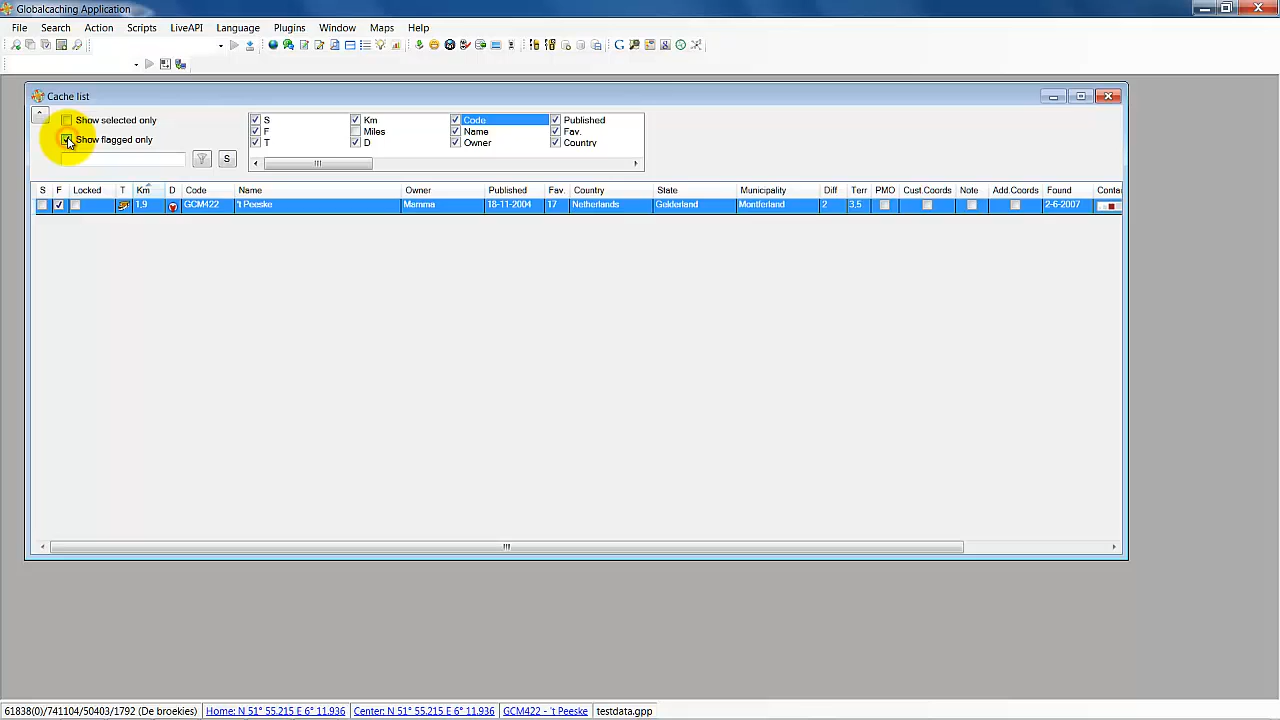 Globalcaching Application
File Search Action Scripts LiveAPI Language Plugins Window Maps Help
Cache list
Show selected only
Show flagged only
S
S Km Code Published
F Miles Name Fav.
T D Owner Country
S F Locked T Km D Code Name Owner Published Fav. Country State Municipality Diff Terr PMO Cust.Coords Note Add.Coords Found Contai
1,9 GCM422 't Peeske Mamma 18-11-2004 17 Netherlands Gelderland Montferland 2 3,5 2-6-2007
61838(0)/741104/50403/1792 (De broekies) Home: N 51° 55.215 E 6° 11.936 Center: N 51° 55.215 E 6° 11.936 GCM422 - 't Peeske testdata.gpp